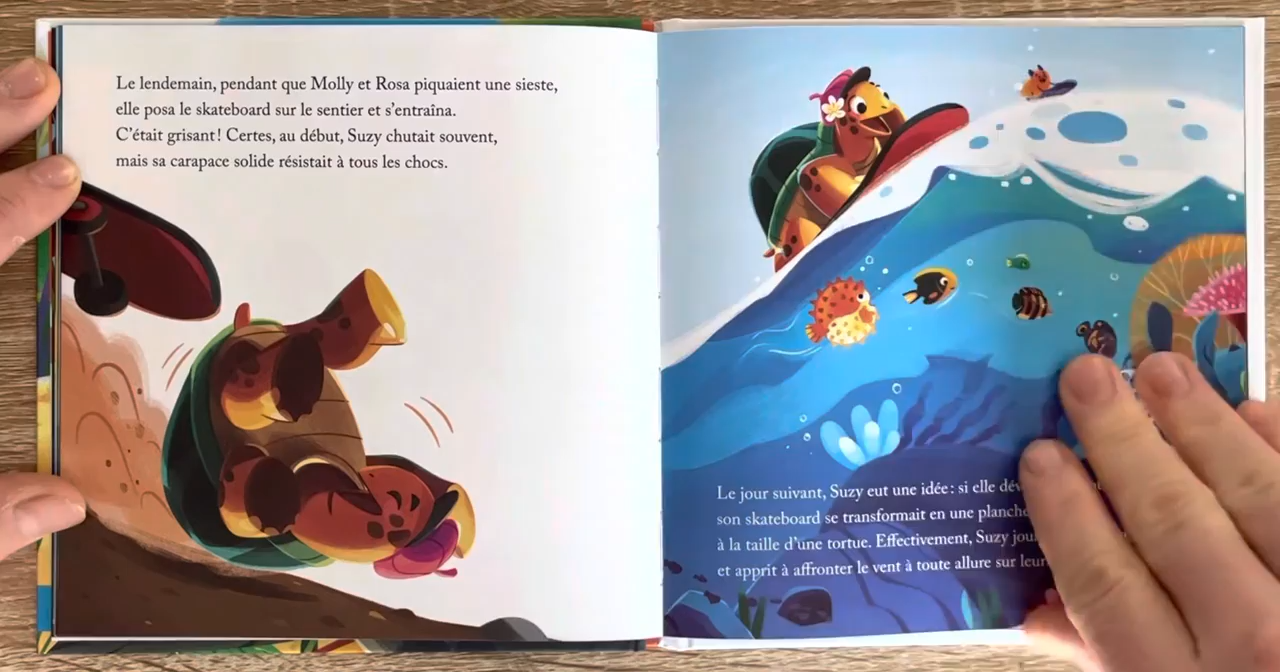 Le lendemain, pendant que Molly et Rosa piquaient une sieste,
elle posa le skateboard sur le sentier et s'entraîna.
C'était grisant ! Certes, au début, Suzy chutait souvent,
mais sa carapace solide résistait à tous les chocs.
Le jour suivant, Suzy eut une idée : si elle
son skateboard se transformait en une planche
à la taille d'une tortue. Effectivement, Suzy
et apprit à affronter le vent à toute allure sur